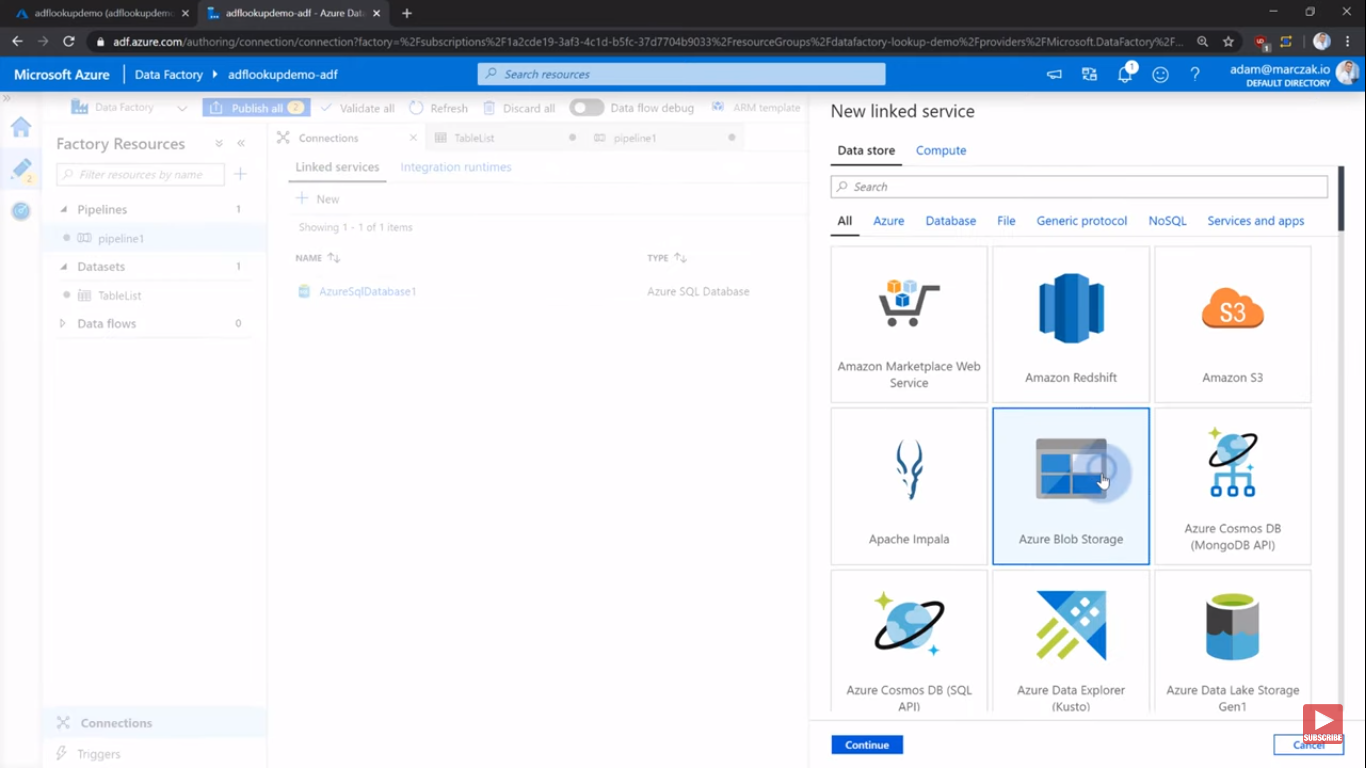 adflookupdemo (adflookupdemo
adflookupdemo-adf - Azure Data
adf.azure.com/authoring/connection/connection?factory=%2Fsubscriptions%2F1a2cde19-3af3-4c1d-b5fc-37d7704b9033%2FresourceGroups%2Fdatafactory-lookup-demo%2Fproviders%2FMicrosoft.DataFactory%2F...
Microsoft Azure
Data Factory
adflookupdemo-adf
Search resources
1
adam@marczak.io
DEFAULT DIRECTORY
Data Factory
Publish all 2
Validate all
Refresh
Discard all
Data flow debug
ARM template
2
Factory Resources
Filter resources by name
Pipelines 1
pipeline1
Datasets 1
TableList
Data flows 0
Connections
Triggers
Connections
TableList
pipeline1
Linked services
Integration runtimes
New
Showing 1 - 1 of 1 items
NAME
TYPE
AzureSqlDatabase1
Azure SQL Database
New linked service
Data store
Compute
Search
All
Azure
Database
File
Generic protocol
NoSQL
Services and apps
Amazon Marketplace Web
Service
Amazon Redshift
S3
Amazon S3
Apache Impala
Azure Blob Storage
Azure Cosmos DB
(MongoDB API)
Azure Cosmos DB (SQL
API)
Azure Data Explorer
(Kusto)
Azure Data Lake Storage
Gen1
Continue
Cancel
SUBSCRIBE